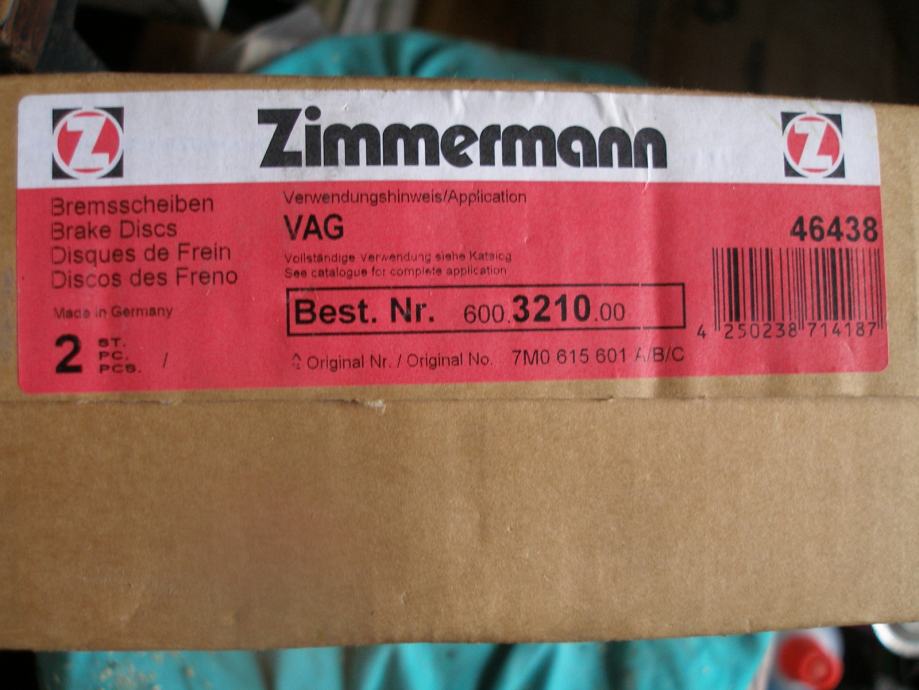 Z Zimmermann Z
Bremsscheiben
Brake Discs
Disques de Frein
Discos des Freno
Made in Germany
2 ST.
PC. /
PCS.
Verwendungshinweis/Application
VAG
Vollständige Verwendung siehe Katalog
See catalogue for complete application
Best. Nr. 600.3210.00
≙ Original Nr. / Original No. 7M0 615 601 A/B/C
46438
4 250238 714187